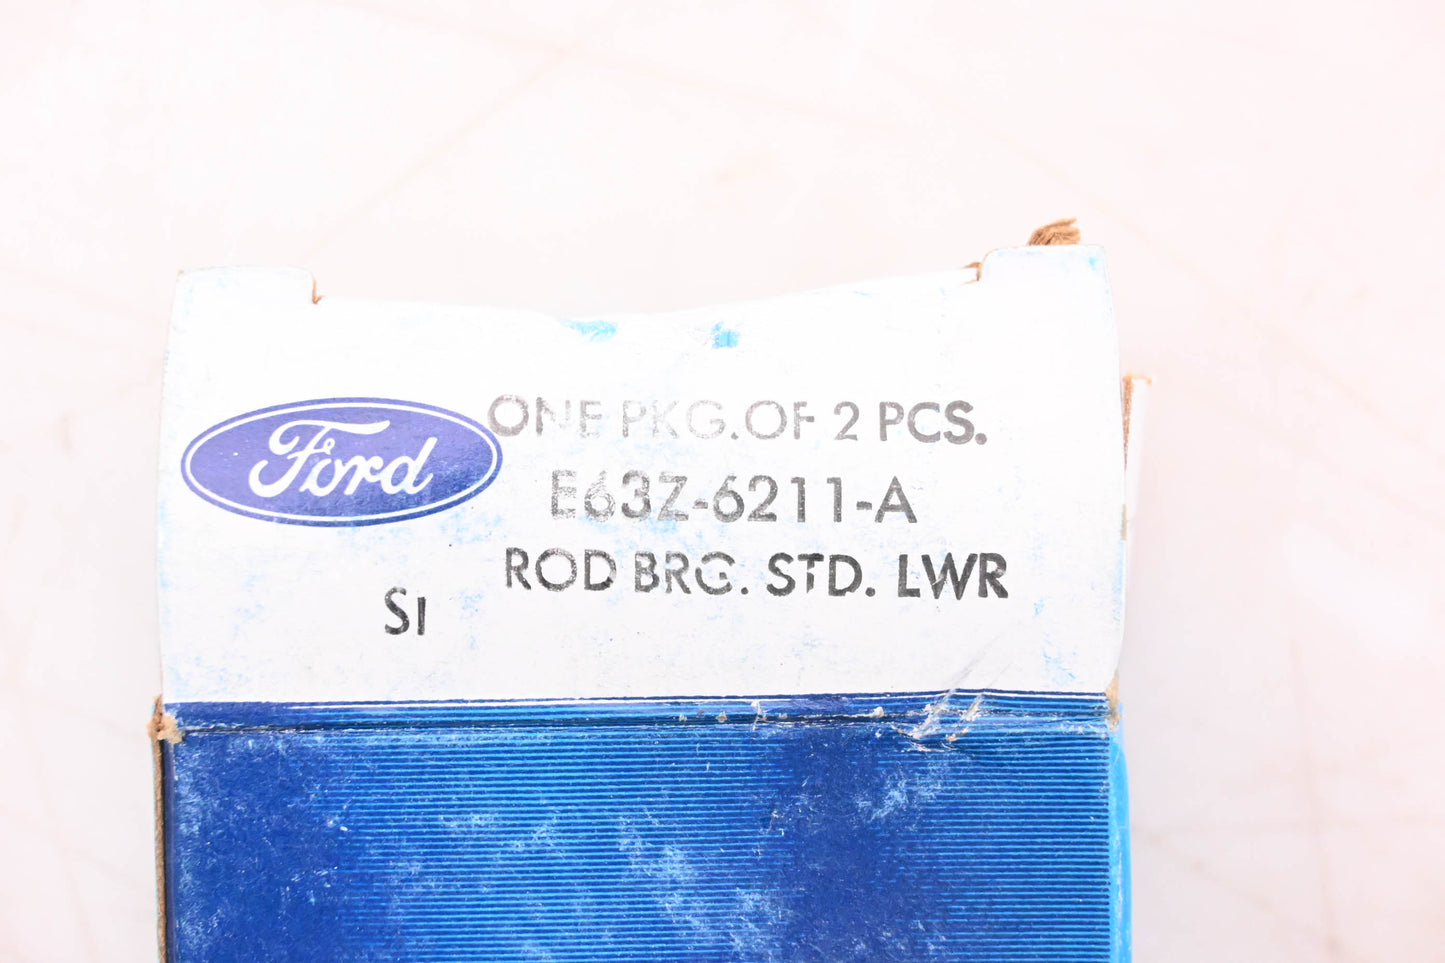 Ford
ONE PKG. OF 2 PCS.
E63Z-6211-A
ROD BRG. STD. LWR
SI